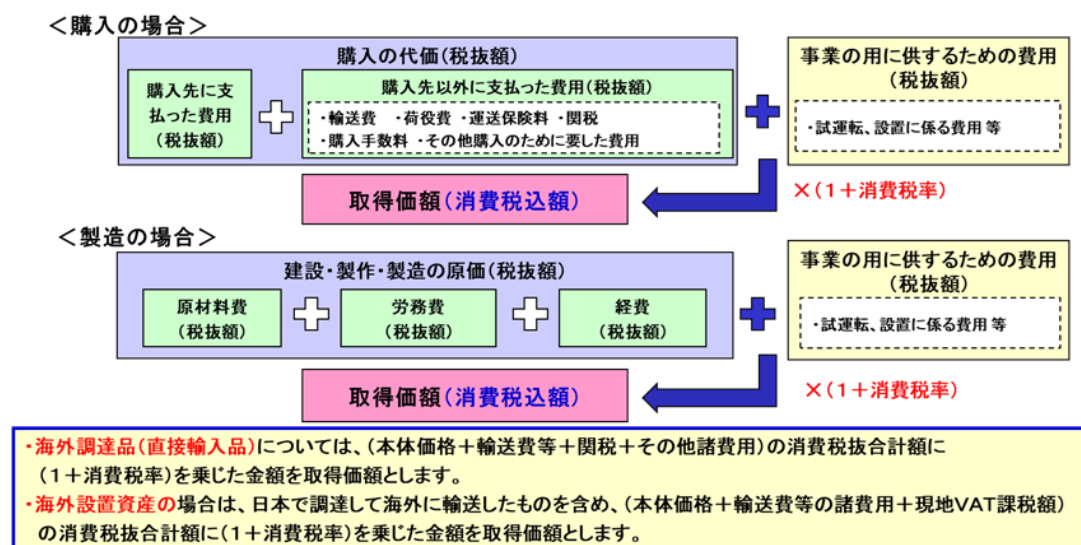 ＜購入の場合＞
購入の代価(税抜額)
購入先に支
払った費用
(税抜額)
購入先以外に支払った費用(税抜額)
・輸送費　・荷役費 ・運送保険料 ・関税
・購入手数料 ・その他購入のために要した費用
事業の用に供するための費用
(税抜額)
・試運転、設置に係る費用 等
×(１＋消費税率)
取得価額(消費税込額)
＜製造の場合＞
建設・製作・製造の原価(税抜額)
原材料費
(税抜額)
労務費
(税抜額)
経費
(税抜額)
事業の用に供するための費用
(税抜額)
・試運転、設置に係る費用 等
×(１＋消費税率)
取得価額(消費税込額)
・海外調達品(直接輸入品)については、(本体価格＋輸送費等＋関税＋その他諸費用)の消費税抜合計額に
(１＋消費税率)を乗じた金額を取得価額とします。
・海外設置資産の場合は、日本で調達して海外に輸送したものを含め、(本体価格＋輸送費等の諸費用＋現地VAT課税額)
の消費税抜合計額に(１＋消費税率)を乗じた金額を取得価額とします。